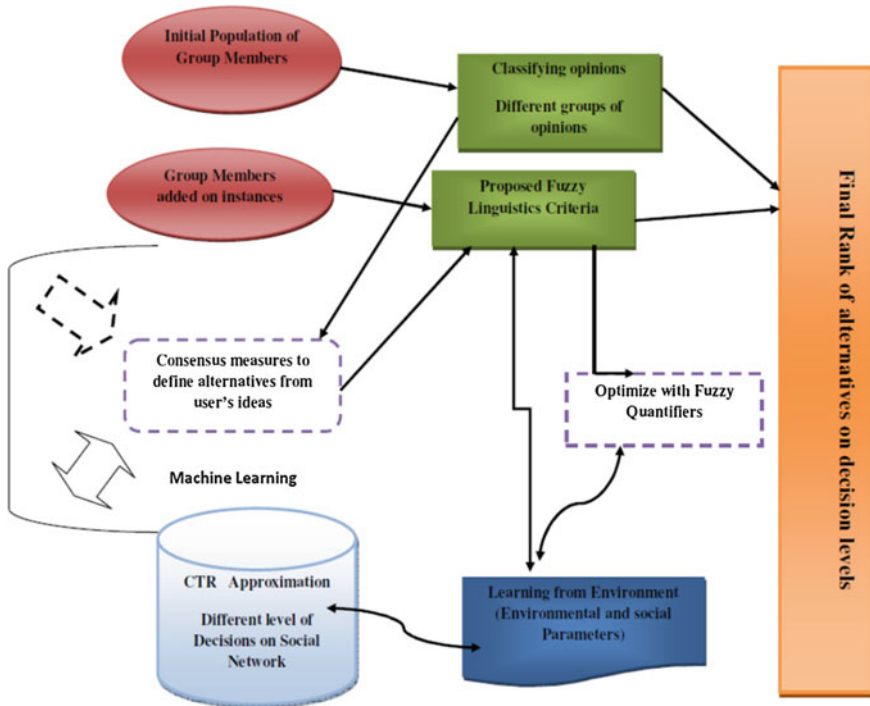 Initial Population of
Group Members
Classifying opinions
Different groups of
opinions
Group Members
added on instances
Proposed Fuzzy
Linguistics Criteria
Consensus measures to
define alternatives from
user's ideas
Optimize with Fuzzy
Quantifiers
Machine Learning
CTR Approximation
Different level of
Decisions on Social
Network
Learning from Environment
(Environmental and social
Parameters)
Final Rank of alternatives on decision levels